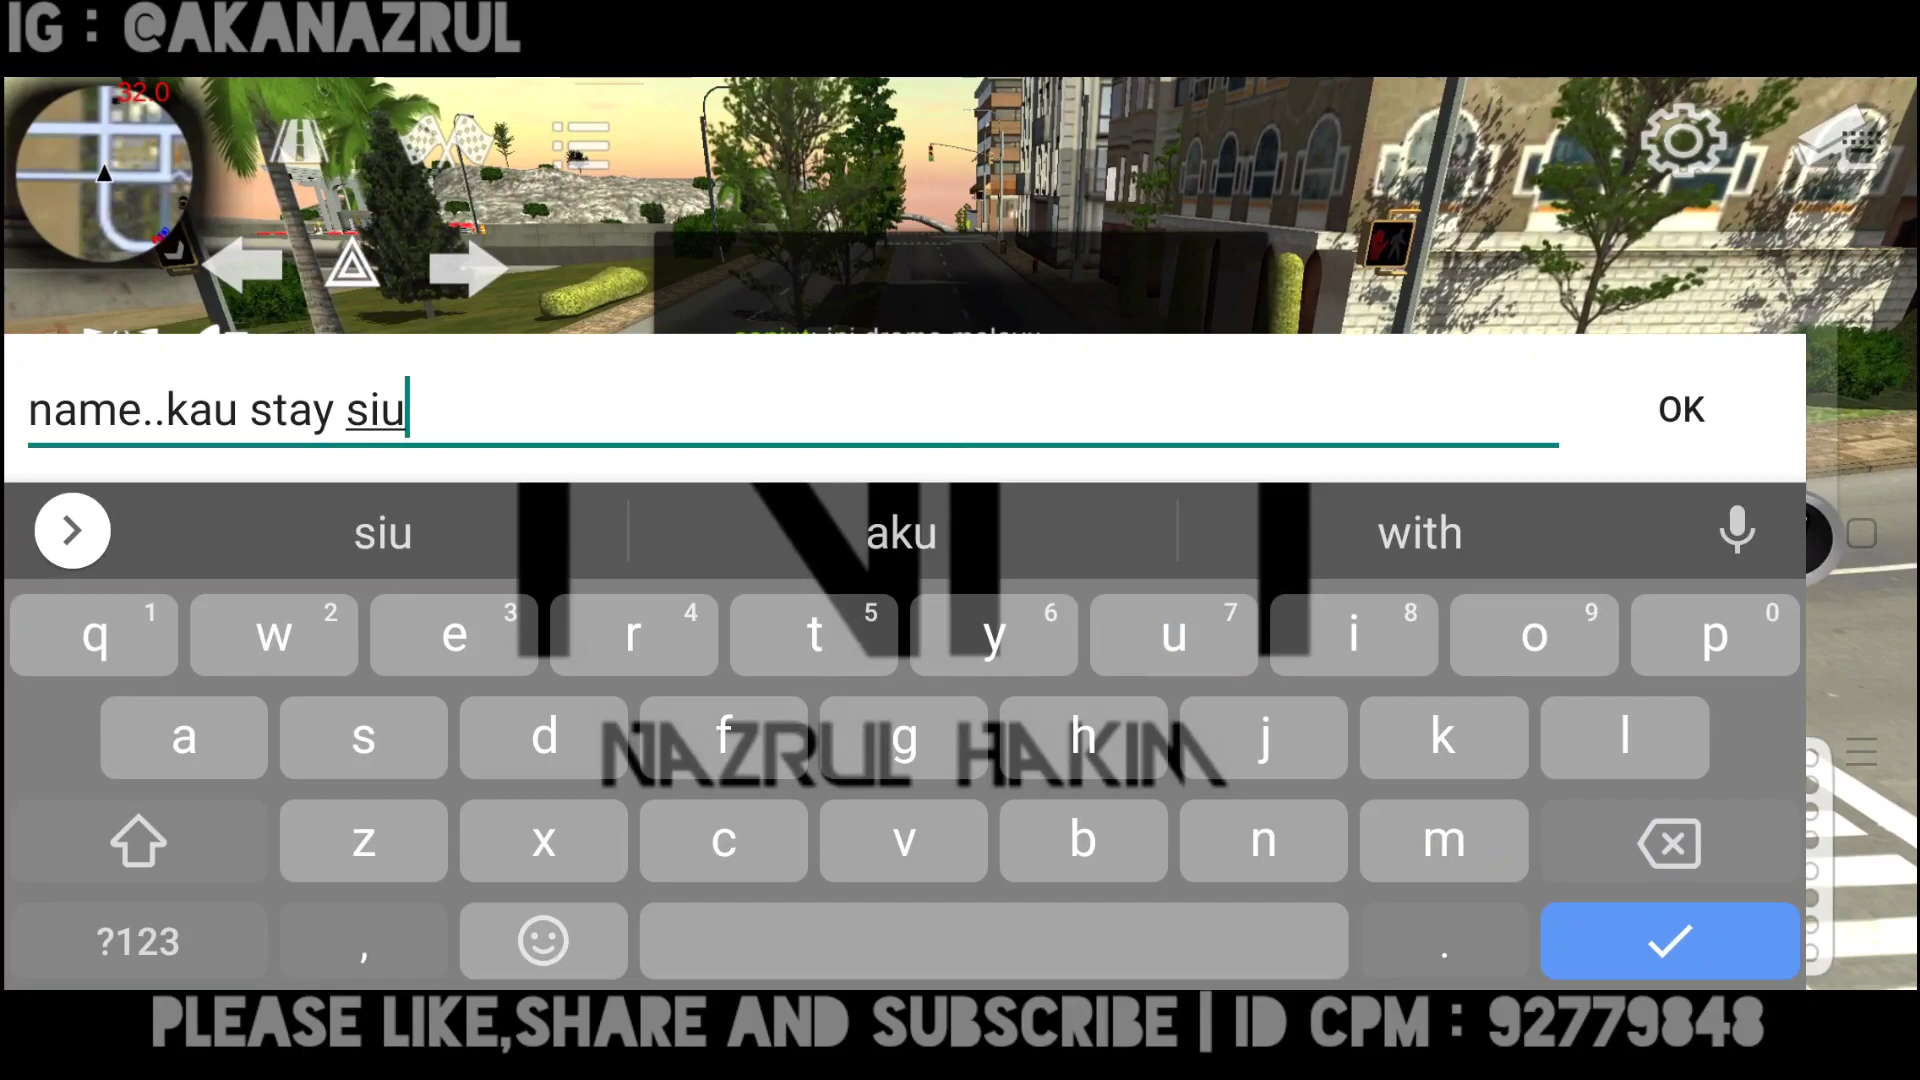 IG : @AKANAZRUL
32.0
name..kau stay siu
OK
siu aku with
q 1 w 2 e 3 r 4 t 5 y 6 u 7 i 8 o 9 p 0
a s d f g h j k l
NAZRUL HAKIM
z x c v b n m
?123 , .
PLEASE LIKE,SHARE AND SUBSCRIBE | ID CPM : 92779848